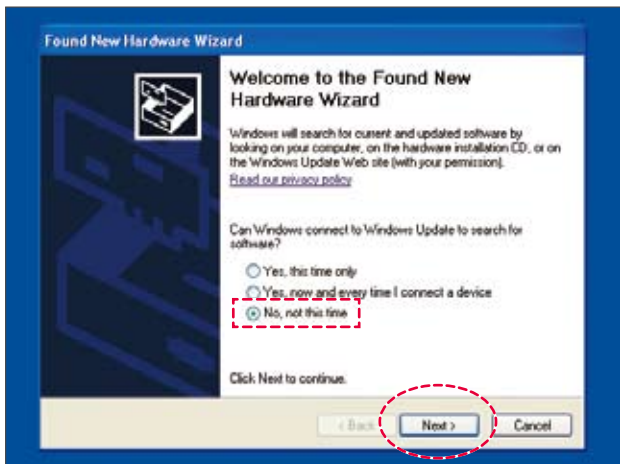 Found New Hardware Wizard
Welcome to the Found New
Hardware Wizard
Windows will search for current and updated software by
looking on your computer, on the hardware installation CD, or on
the Windows Update Web site (with your permission).
Read our privacy policy
Can Windows connect to Windows Update to search for
software?
Yes, this time only
Yes, now and every time I connect a device
No, not this time
Click Next to continue.
< Back Next > Cancel